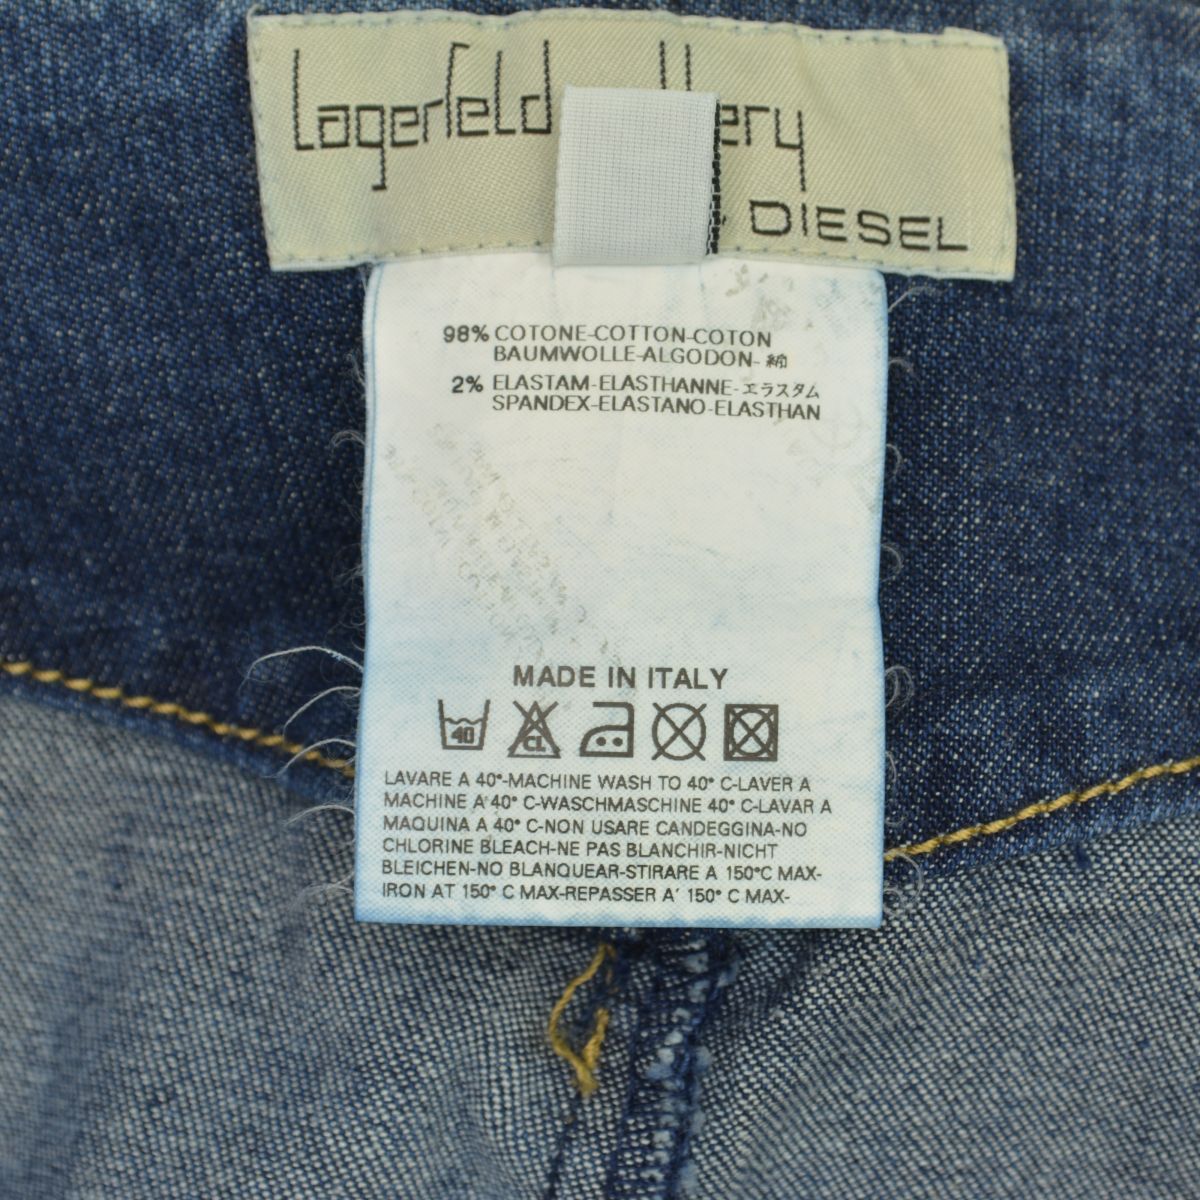 Lagerfeld
DIESEL
98% COTONE-COTTON-COTON
BAUMWOLLE-ALGODON-綿
2% ELASTAM-ELASTHANNE-エラスタム
SPANDEX-ELASTANO-ELASTHAN
MADE IN ITALY
40 CL
LAVARE A 40°-MACHINE WASH TO 40° C-LAVER A
MACHINE A 40° C-WASCHMASCHINE 40° C-LAVAR A
MAQUINA A 40° C-NON USARE CANDEGGINA-NO
CHLORINE BLEACH-NE PAS BLANCHIR-NICHT
BLEICHEN-NO BLANQUEAR-STIRARE A 150°C MAX-
IRON AT 150° C MAX-REPASSER A' 150° C MAX-